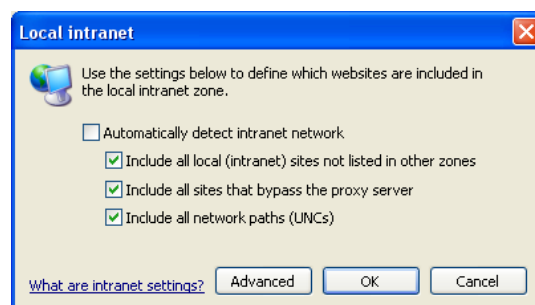 Local intranet
Use the settings below to define which websites are included in
the local intranet zone.
Automatically detect intranet network
Include all local (intranet) sites not listed in other zones
Include all sites that bypass the proxy server
Include all network paths (UNCs)
What are intranet settings? Advanced OK Cancel